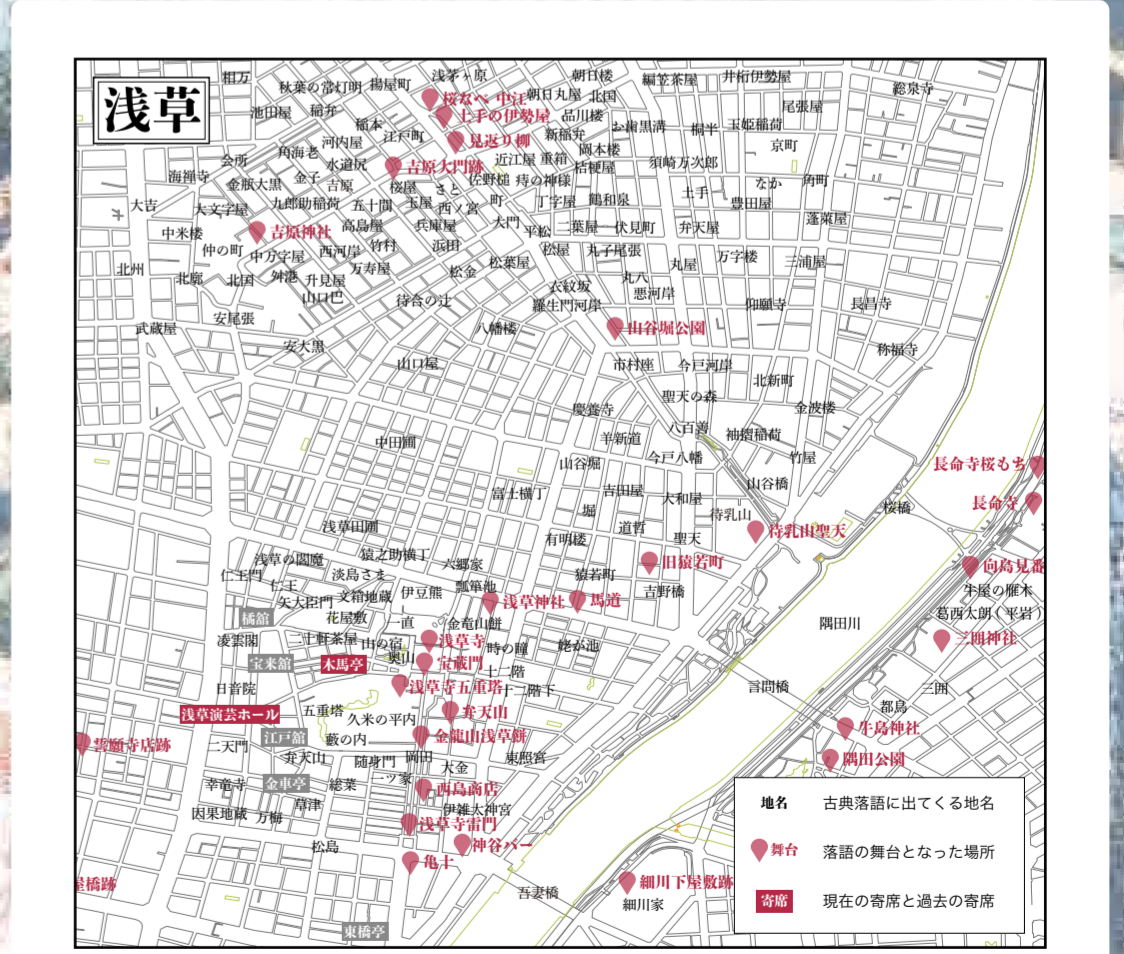 浅草
相万
浅茅ヶ原
朝日楼
編笠茶屋
井桁伊勢屋
総泉寺
秋葉の常灯明
揚屋町
桜なべ 中江
朝日丸屋
北国
池田屋
稲弁
土手の伊勢屋
品川楼
尾張屋
稲本
江戸町
新稲弁
お歯黒溝
桐半
玉姫稲荷
河内屋
見返り柳
岡本楼
京町
角海老
会所
水道尻
吉原大門跡
近江屋
重箱
桔梗屋
須崎万次郎
海禅寺
金瓶大黒
金子
吉原
桜屋
さと
佐野槌
痔の神様
土手
なか
角町
大吉
大文字屋
九郎助稲荷
五十間
玉屋
西ノ宮
町
丁字屋
鶴和泉
豊田屋
中米楼
吉原神社
高島屋
兵庫屋
大門
平松
二葉屋
伏見町
弁天屋
蓬莱屋
仲の町
中万字屋
西河岸
竹村
浜田
松屋
丸子尾張
万字楼
三浦屋
北州
北廓
北国
舛港
升見屋
万寿屋
松金
松葉屋
丸屋
丸八
山口巴
待合の辻
衣紋坂
悪河岸
羅生門河岸
仰願寺
長昌寺
安尾張
武蔵屋
安大黒
八幡楼
山谷堀公園
称福寺
山口屋
市村座
今戸河岸
北新町
聖天の森
慶養寺
金波楼
八百善
袖摺稲荷
中田圃
羊新道
今戸八幡
竹屋
山谷堀
長命寺桜もち
富士横丁
吉田屋
山谷橋
大和屋
長命寺
堀
待乳山
桜橋
浅草田圃
道哲
待乳山聖天
有明楼
聖天
浅草の閻魔
猿之助横丁
六郷家
旧猿若町
向島見番
仁王門
淡島さま
猿若町
仁王
瓢箪池
吉野橋
牛屋の雁木
矢大臣門
文箱地蔵
伊豆熊
浅草神社
馬道
葛西太郎(平岩)
橘舘
花屋敷
一直
金竜山餅
隅田川
凌雲閣
二十軒茶屋
山の宿
浅草寺
時の鐘
姥が池
三囲神社
宝来舘
木馬亭
奥山
宝蔵門
十二階
日音院
浅草寺五重塔
十二階下
言問橋
三囲
浅草演芸ホール
五重塔
久米の平内
弁天山
都鳥
江戸舘
藪の内
金龍山浅草餅
牛島神社
誓願寺店跡
二天門
弁天山
随身門
岡田
東照宮
隅田公園
大金
幸竜寺
金車亭
総菜
一ツ家
西島商店
草津
伊雑太神宮
因果地蔵
万梅
浅草寺雷門
神谷バー
松島
亀十
屋橋跡
吾妻橋
細川下屋敷跡
細川家
東橋亭
地名 古典落語に出てくる地名
舞台 落語の舞台となった場所
寄席 現在の寄席と過去の寄席